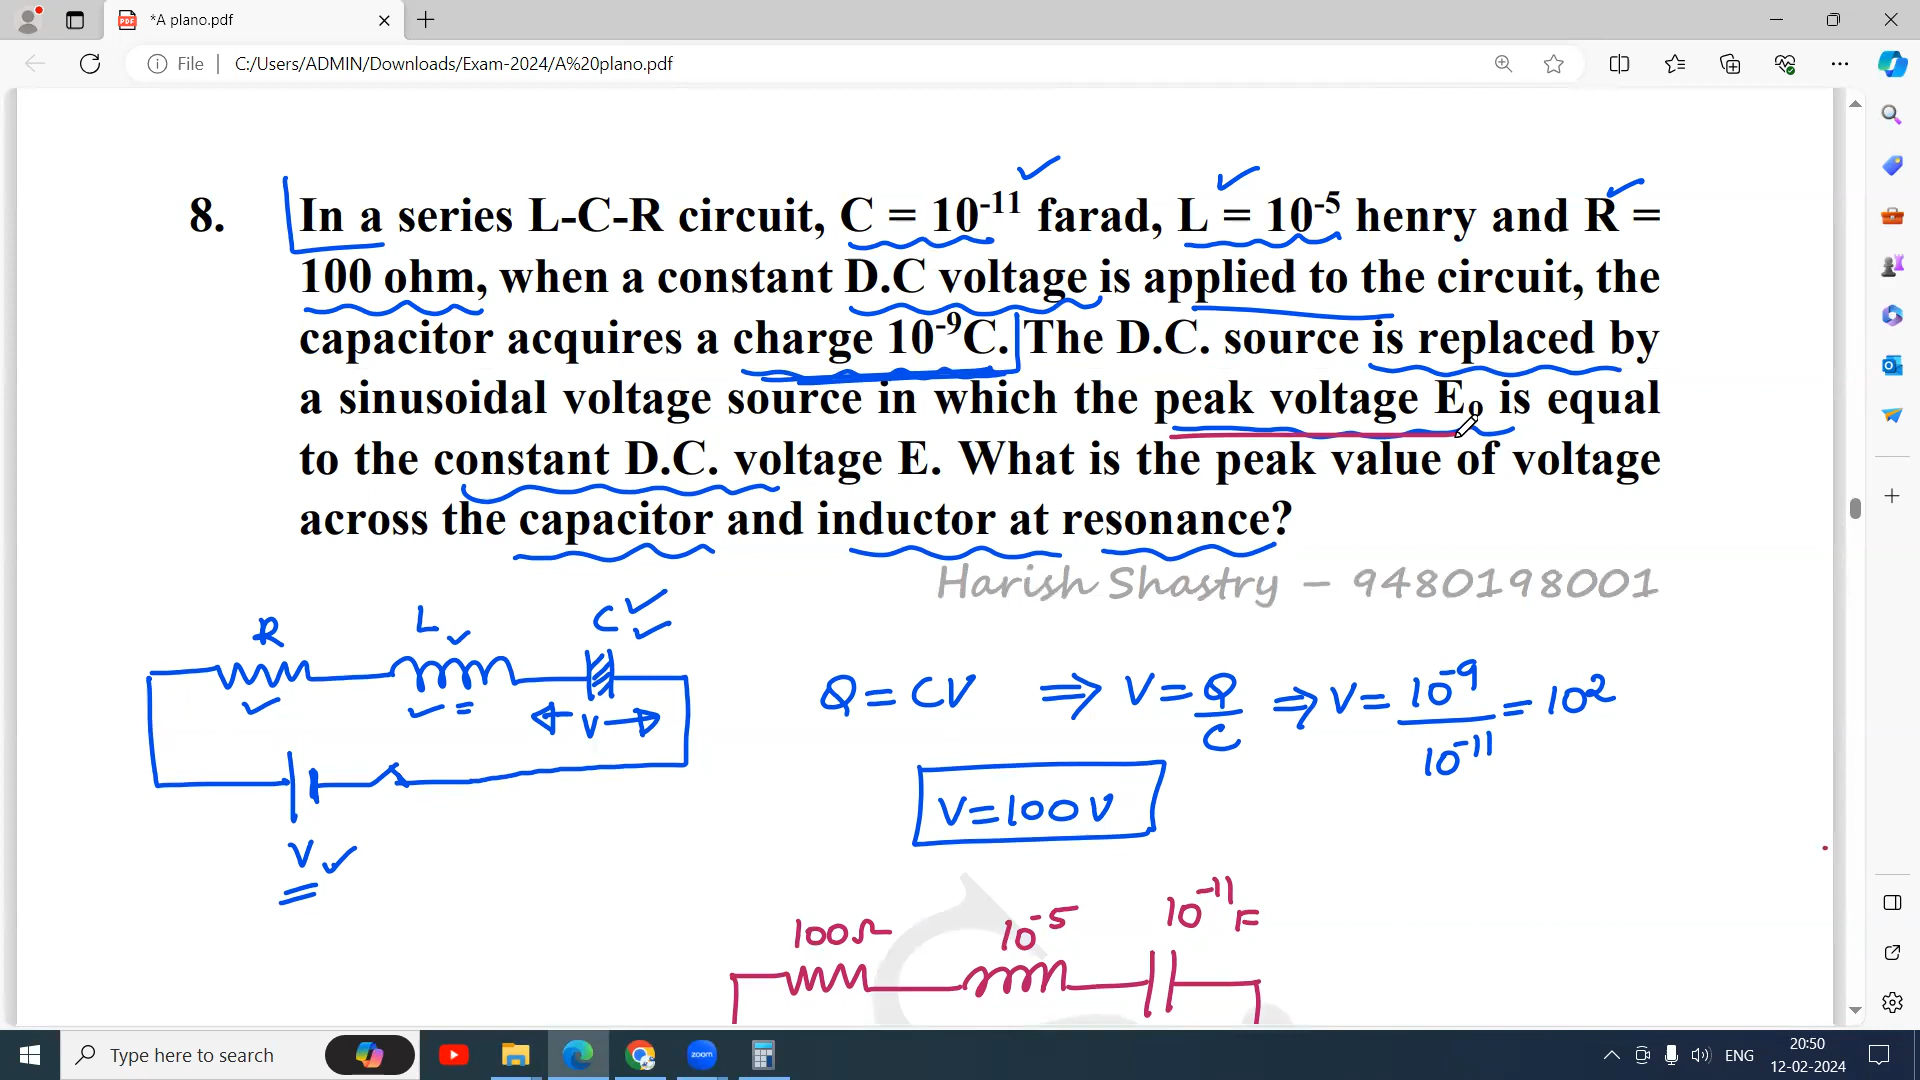 *A plano.pdf
File
C:/Users/ADMIN/Downloads/Exam-2024/A%20plano.pdf
8. In a series L-C-R circuit, C = 10⁻¹¹ farad, L = 10⁻⁵ henry and R =
100 ohm, when a constant D.C voltage is applied to the circuit, the
capacitor acquires a charge 10⁻⁹C. The D.C. source is replaced by
a sinusoidal voltage source in which the peak voltage E₀ is equal
to the constant D.C. voltage E. What is the peak value of voltage
across the capacitor and inductor at resonance?
Harish Shastry – 9480198001
R L C
V
V
Q = CV ⇒ V = Q/C ⇒ V = 10⁻⁹/10⁻¹¹ = 10²
V = 100 V
100Ω 10⁻⁵ 10⁻¹¹ F
Type here to search
zoom
ENG
20:50
12-02-2024